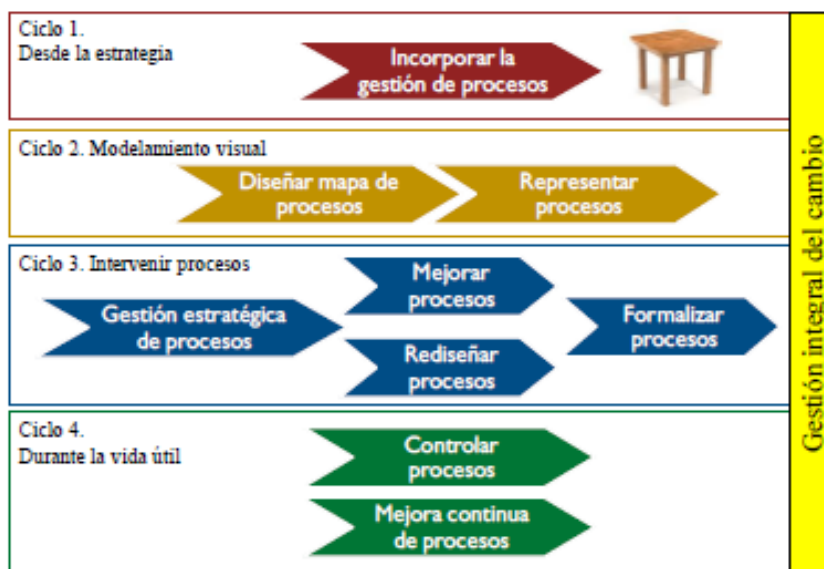 Ciclo 1.
Desde la estrategia
Incorporar la
gestión de procesos
Ciclo 2. Modelamiento visual
Diseñar mapa de
procesos
Representar
procesos
Ciclo 3. Intervenir procesos
Gestión estratégica
de procesos
Mejorar
procesos
Rediseñar
procesos
Formalizar
procesos
Ciclo 4.
Durante la vida útil
Controlar
procesos
Mejora continua
de procesos
Gestión integral del cambio